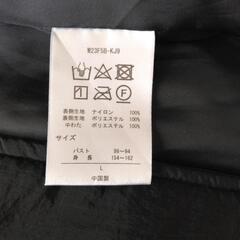 W23FSB-KJ9
表側生地 ナイロン 100%
裏側生地 ポリエステル 100%
中わた ポリエステル 100%
サイズ
バスト 86~94
身長 154~162
L
中国製